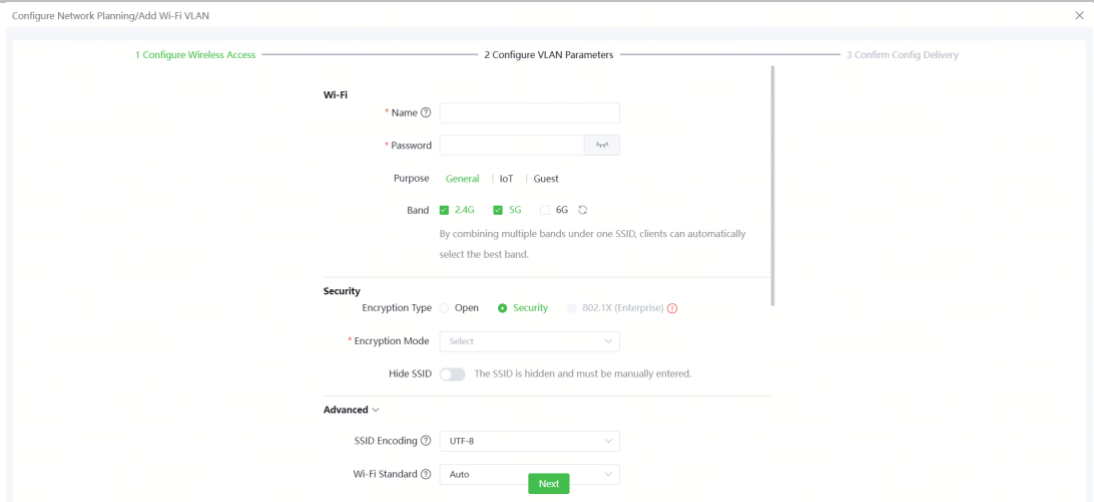 Configure Network Planning/Add Wi-Fi VLAN
1 Configure Wireless Access
2 Configure VLAN Parameters
3 Confirm Config Delivery
Wi-Fi
* Name
* Password
Purpose General | IoT | Guest
Band 2.4G 5G 6G
By combining multiple bands under one SSID, clients can automatically
select the best band.
Security
Encryption Type Open Security 802.1X (Enterprise)
* Encryption Mode Select
Hide SSID The SSID is hidden and must be manually entered.
Advanced
SSID Encoding UTF-8
Wi-Fi Standard Auto
Next